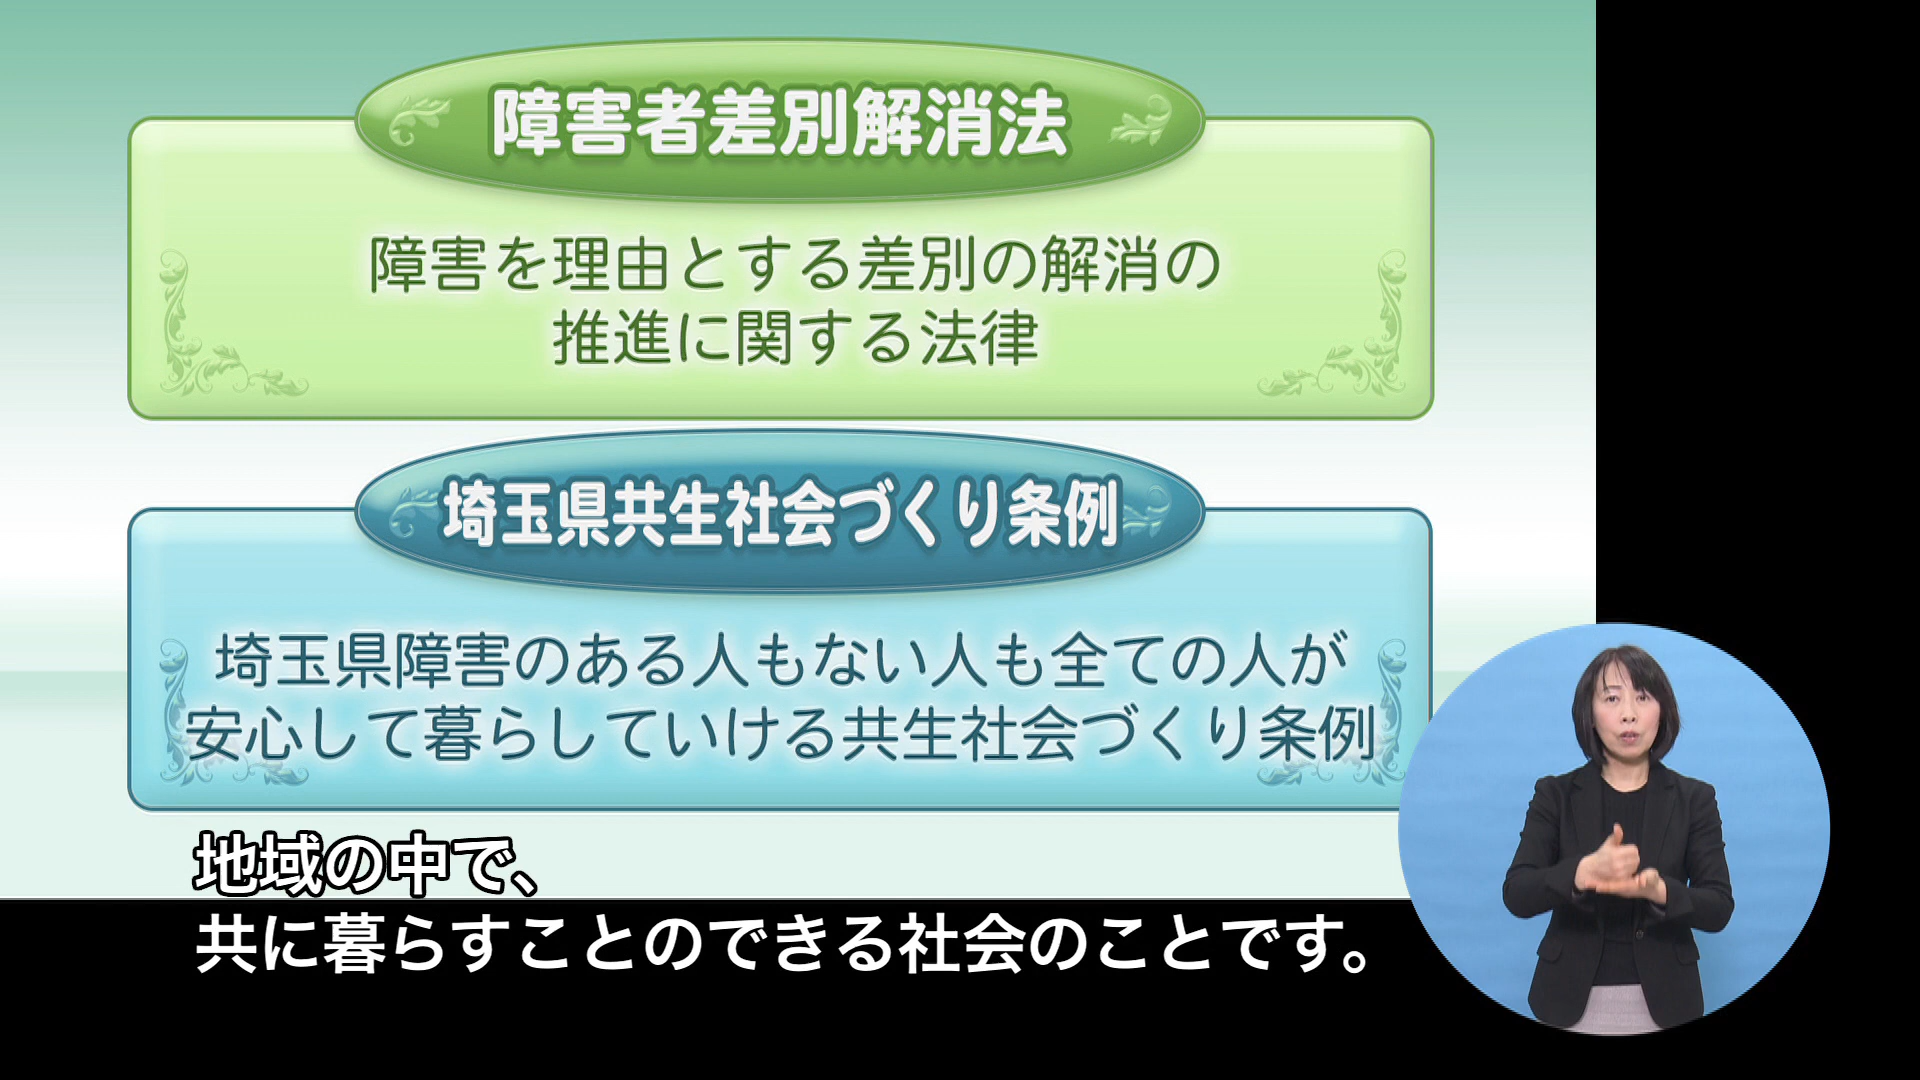 障害者差別解消法
障害を理由とする差別の解消の
推進に関する法律
埼玉県共生社会づくり条例
埼玉県障害のある人もない人も全ての人が
安心して暮らしていける共生社会づくり条例
地域の中で、
共に暮らすことのできる社会のことです。